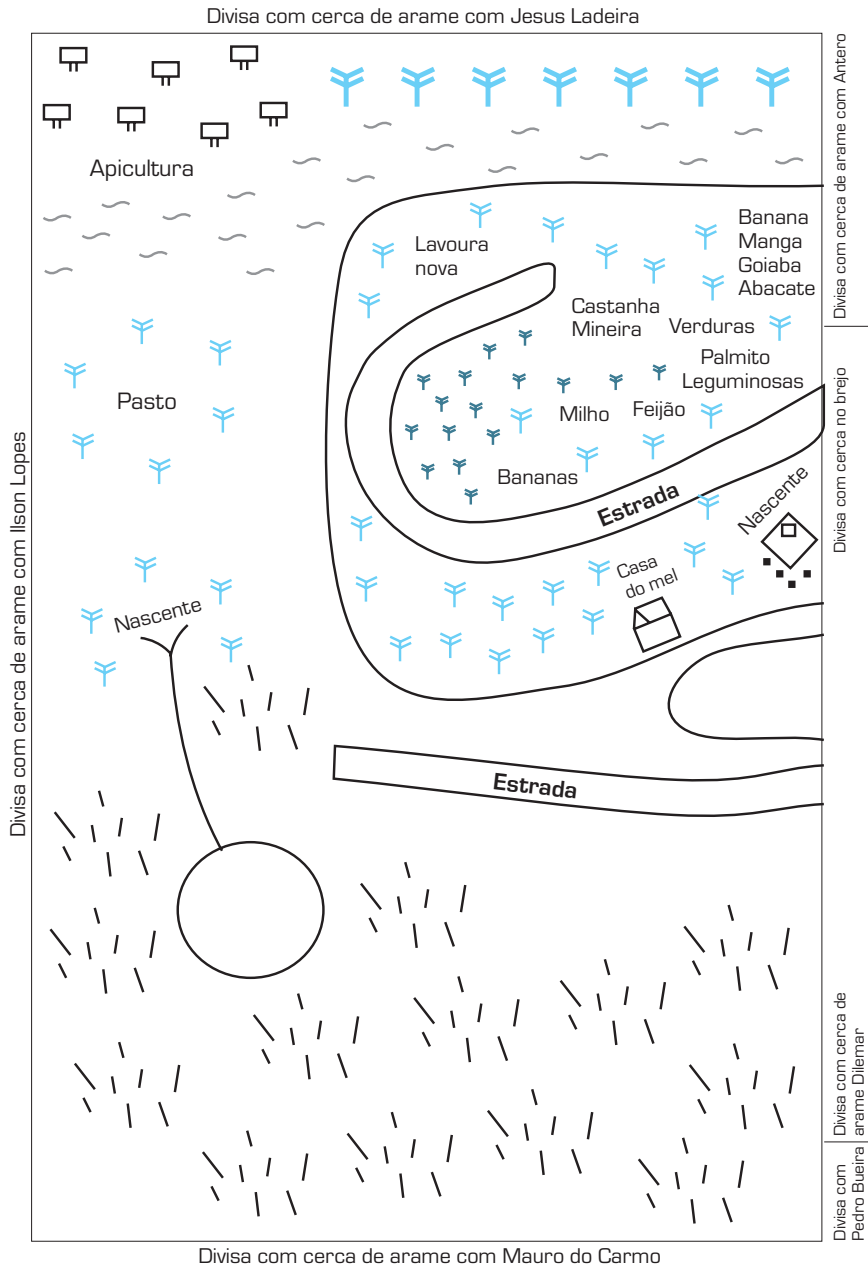 Divisa com cerca de arame com Jesus Ladeira
Divisa com cerca de arame com Antero
Apicultura
Lavoura
nova
Banana
Manga
Goiaba
Abacate
Castanha
Mineira
Verduras
Palmito
Leguminosas
Pasto
Milho
Feijão
Bananas
Estrada
Nascente
Divisa com cerca no brejo
Casa
do mel
Nascente
Divisa com cerca de arame com Ilson Lopes
Estrada
Divisa com cerca de
arame Dilemar
Divisa com
Pedro Bueira
Divisa com cerca de arame com Mauro do Carmo